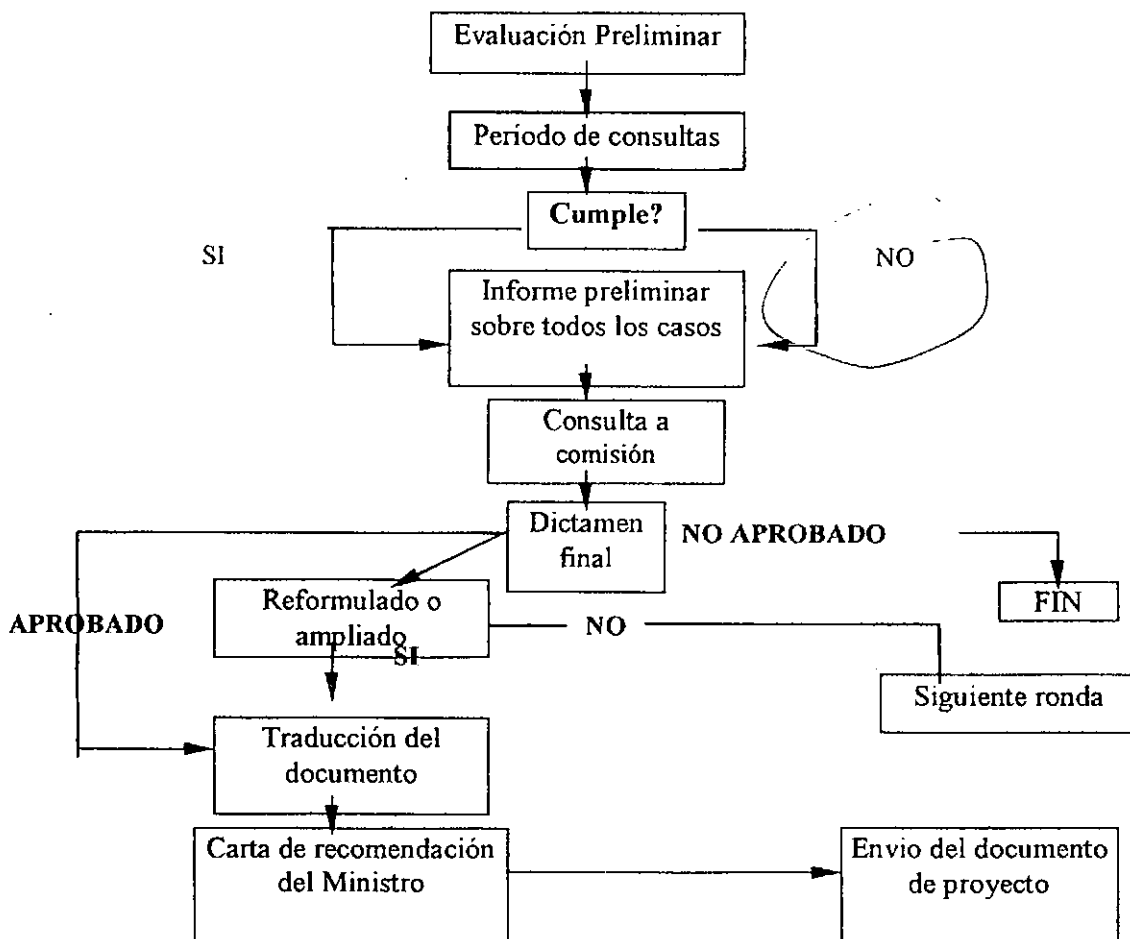 Evaluación Preliminar
Período de consultas
Cumple?
SI
NO
Informe preliminar
sobre todos los casos
Consulta a
comisión
Dictamen
final
NO APROBADO
FIN
APROBADO
Reformulado o
ampliado
SI
NO
Siguiente ronda
Traducción del
documento
Carta de recomendación
del Ministro
Envio del documento
de proyecto